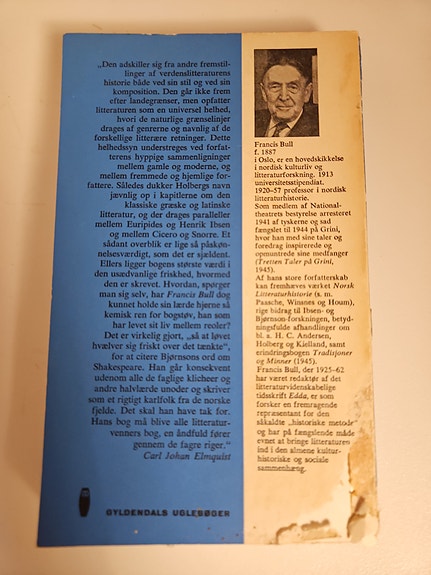 „Den adskiller sig fra andre fremstil-
linger af verdenslitteraturens
historie både ved sin stil og ved sin
komposition. Den går ikke frem
efter landegrænser, men opfatter
litteraturen som en universel helhed,
hvori de naturlige grænselinjer
drages af genrerne og navnlig af de
forskellige litterære retninger. Dette
helhedssyn understreges ved forfat-
terens hyppige sammenligninger
mellem gamle og moderne, og
mellem fremmede og hjemlige for-
fattere. Således dukker Holbergs navn
jævnlig op i kapitlerne om den
klassiske græske og latinske
litteratur, og der drages paralleller
mellem Euripides og Henrik Ibsen
og mellem Cicero og Snorre. Et
sådant overblik er lige så påskøn-
nelsesværdigt, som det er sjældent.
Ellers ligger bogens største værdi i
den usædvanlige friskhed, hvormed
den er skrevet. Hvordan, spørger
man sig selv, har Francis Bull dog
kunnet holde sin lærde hjerne så
kemisk ren for bogstøv, han som
har levet sit liv mellem reoler?
Det er virkelig gjort, „så at løvet
hvælver sig friskt over det tænkte",
for at citere Bjørnsons ord om
Shakespeare. Han går konsekvent
udenom alle de faglige klicheer og
andre halvlærde unoder og skriver
som et rigtigt karlfolk fra de norske
fjelde. Det skal han have tak for.
Hans bog må blive alle litteratur-
venners bog, en åndfuld fører
gennem de fagre riger."
Carl Johan Elmquist
GYLDENDALS UGLEBØGER
Francis Bull
f. 1887
i Oslo, er en hovedskikkelse
i nordisk kulturliv og
litteraturforskning. 1913
universitetsstipendiat.
1920-57 professor i nordisk
litteraturhistorie.
Som medlem af National-
theatrets bestyrelse arresteret
1941 af tyskerne og sad
fængslet til 1944 på Grini,
hvor han med sine taler og
foredrag inspirerede og
opmuntrede sine medfanger
(Tretten Taler på Grini,
1945).
Af hans store forfatterskab
kan fremhæves værket Norsk
Litteraturhistorie (s. m.
Paasche, Winsnes og Houm),
rige bidrag til Ibsen- og
Bjørnson-forskningen, betyd-
ningsfulde afhandlinger om
bl. a. H. C. Andersen,
Holberg og Kielland, samt
erindringsbogen Tradisjoner
og Minner (1945).
Francis Bull, der 1925-62
har været redaktør af det
litteraturvidenskabelige
tidsskrift Edda, er som
forsker en fremragende
repræsentant for den
såkaldte „historiske metode"
og har på fængslende måde
evnet at bringe litteraturen
ind i den almene kultur-
historiske og sociale
sammenhæng.